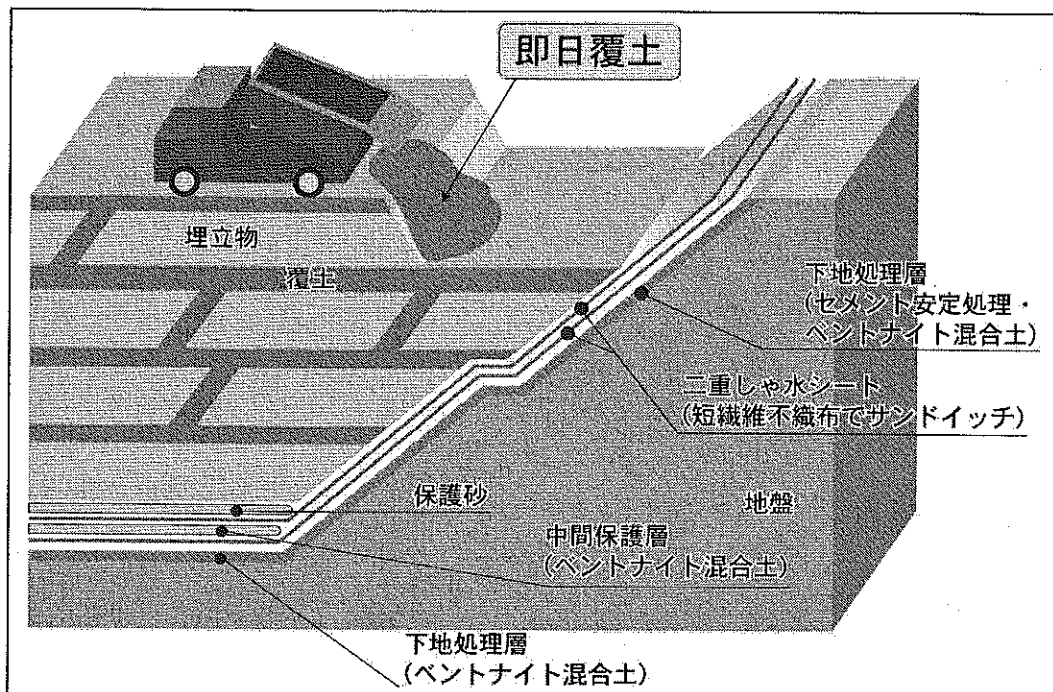 即日覆土
埋立物
覆土
下地処理層
(セメント安定処理・
ベントナイト混合土)
二重しゃ水シート
(短繊維不織布でサンドイッチ)
保護砂
地盤
中間保護層
(ベントナイト混合土)
下地処理層
(ベントナイト混合土)